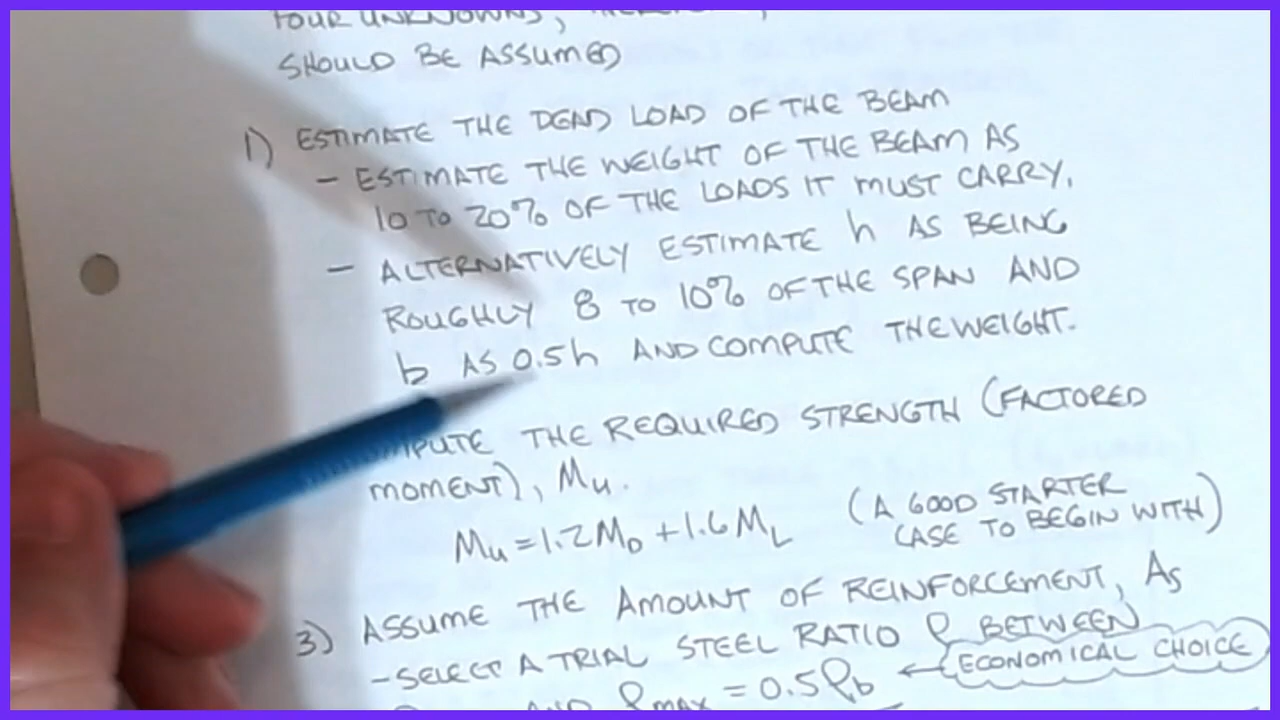 FOUR UNKNOWNS,
SHOULD BE ASSUMED
1) ESTIMATE THE DEAD LOAD OF THE BEAM
- ESTIMATE THE WEIGHT OF THE BEAM AS
10 TO 20% OF THE LOADS IT MUST CARRY.
- ALTERNATIVELY ESTIMATE h AS BEING
ROUGHLY 8 TO 10% OF THE SPAN AND
b AS 0.5h AND COMPUTE THE WEIGHT.
THE REQUIRED STRENGTH (FACTORED
MOMENT), Mu.
Mu = 1.2MD + 1.6ML (A GOOD STARTER
CASE TO BEGIN WITH)
3) ASSUME THE AMOUNT OF REINFORCEMENT, As
- SELECT A TRIAL STEEL RATIO ρ BETWEEN
AND ρMAX = 0.5ρb ← ECONOMICAL CHOICE